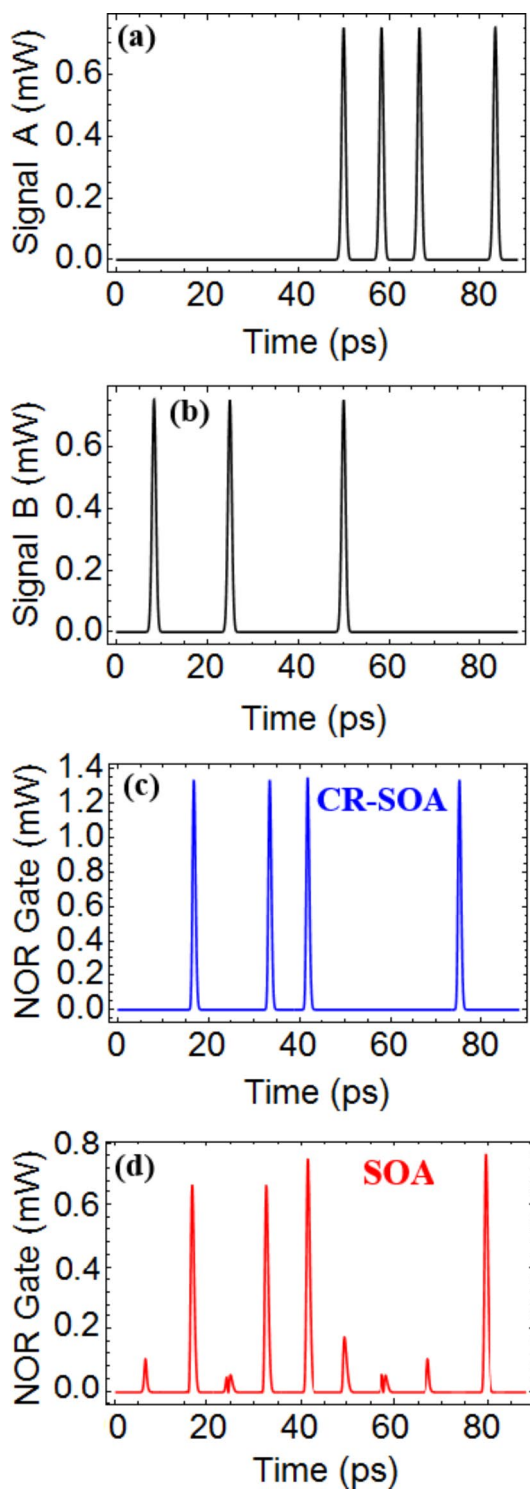 (a)
Signal A (mW)
0.6
0.4
0.2
0.0
0 20 40 60 80
Time (ps)
(b)
Signal B (mW)
0.6
0.4
0.2
0.0
0 20 40 60 80
Time (ps)
(c)
CR-SOA
NOR Gate (mW)
1.4
1.2
1.0
0.8
0.6
0.4
0.2
0.0
0 20 40 60 80
Time (ps)
(d)
SOA
NOR Gate (mW)
0.8
0.6
0.4
0.2
0.0
0 20 40 60 80
Time (ps)